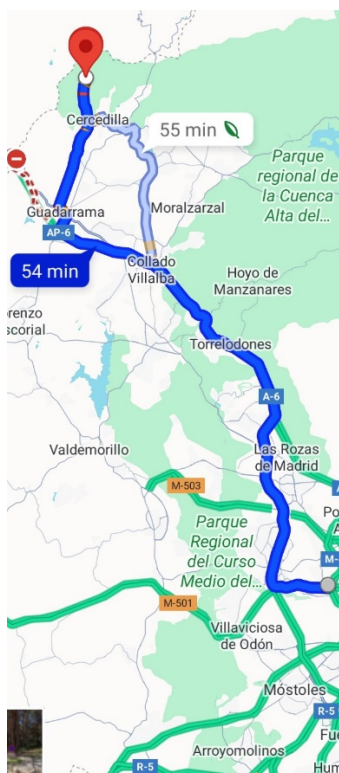 Cercedilla
55 min
Parque
regional de
la Cuenca
Alta del...
Guadarrama
Moralzarzal
AP-6
54 min
Collado
Villalba
Hoyo de
Manzanares
Torrelodones
A-6
Valdemorillo
Las Rozas
de Madrid
M-503
Parque
Regional
del Curso
Medio del...
M-501
Villaviciosa
de Odón
Móstoles
R-5
Arroyomolinos
R-5